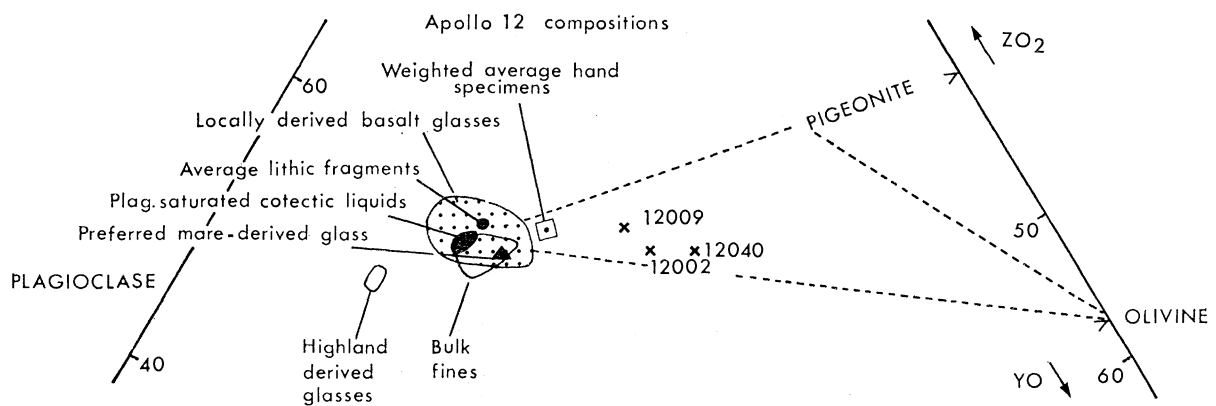 Apollo 12 compositions
ZO2
60
Weighted average hand
specimens
PIGEONITE
Locally derived basalt glasses
Average lithic fragments
Plag. saturated cotectic liquids
Preferred mare-derived glass
12009
50
12040
12002
PLAGIOCLASE
OLIVINE
Highland
derived
glasses
Bulk
fines
40
YO
60